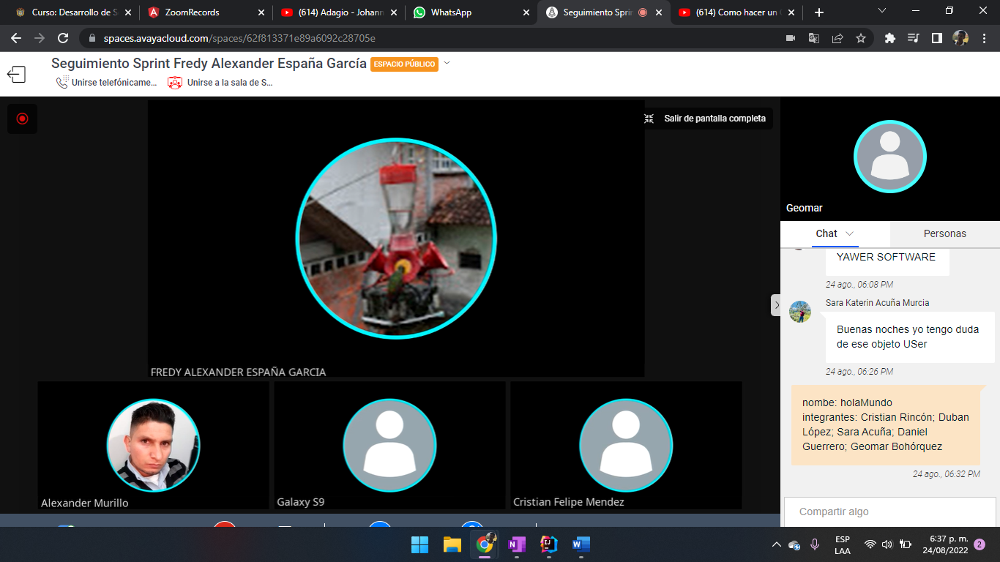 Curso: Desarrollo de S
ZoomRecords
(614) Adagio - Johann
WhatsApp
Seguimiento Sprin
(614) Como hacer un
spaces.avayacloud.com/spaces/62f813371e89a6092c28705e
Seguimiento Sprint Fredy Alexander España García
ESPACIO PÚBLICO
Unirse telefónicame...
Unirse a la sala de S...
Salir de pantalla completa
FREDY ALEXANDER ESPAÑA GARCIA
Alexander Murillo
Galaxy S9
Cristian Felipe Mendez
Geomar
Chat
Personas
YAWER SOFTWARE
24 ago., 06:08 PM
Sara Katerin Acuña Murcia
Buenas noches yo tengo duda
de ese objeto USer
24 ago., 06:26 PM
nombe: holaMundo
integrantes: Cristian Rincón; Duban
López; Sara Acuña; Daniel
Guerrero; Geomar Bohórquez
24 ago., 06:32 PM
Compartir algo
ESP
LAA
6:37 p. m.
24/08/2022
2